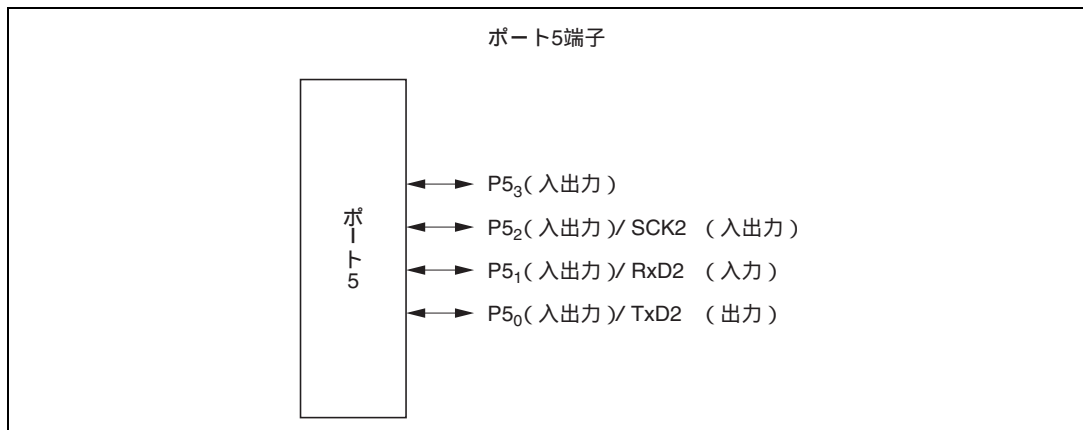 ポート5端子
ポート5
P5₃(入出力)
P5₂(入出力)/ SCK2 (入出力)
P5₁(入出力)/ RxD2 (入力)
P5₀(入出力)/ TxD2 (出力)